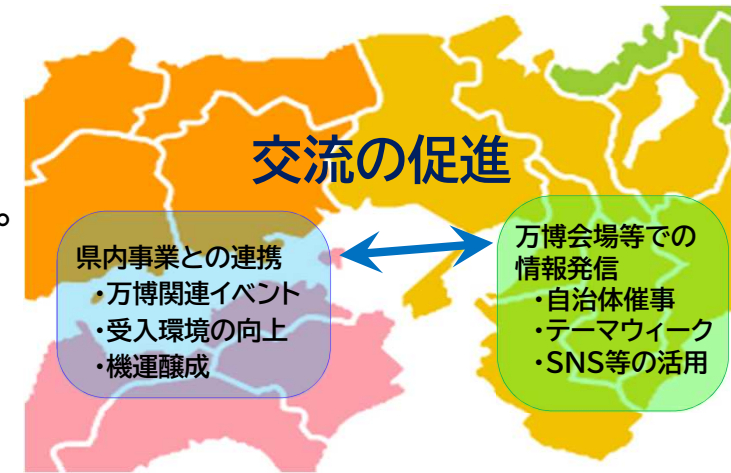 交流の促進
。
県内事業との連携
・万博関連イベント
・受入環境の向上
・機運醸成
万博会場等での
情報発信
・自治体催事
・テーマウィーク
・SNS等の活用